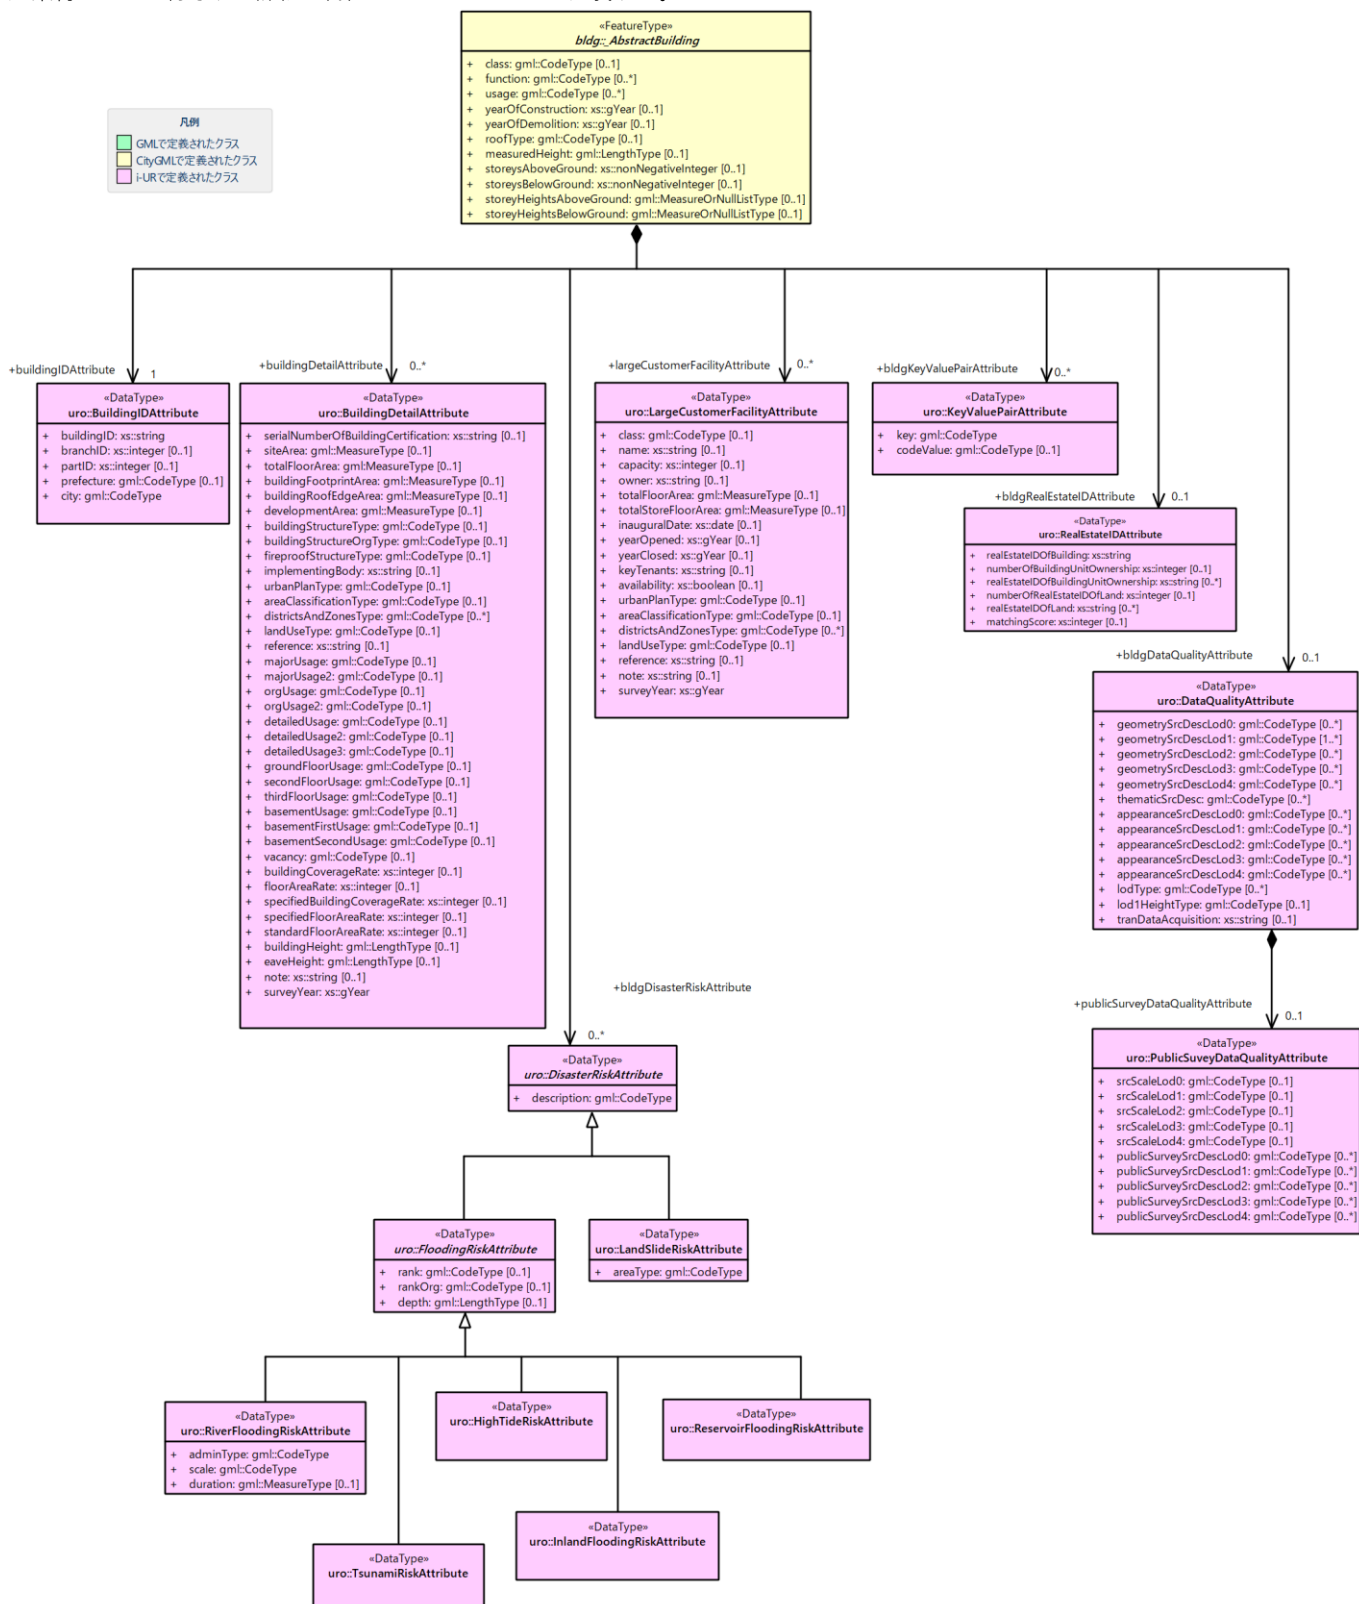 «FeatureType»
bldg::_AbstractBuilding
+ class: gml::CodeType [0..1]
+ function: gml::CodeType [0..*]
+ usage: gml::CodeType [0..*]
+ yearOfConstruction: xs::gYear [0..1]
+ yearOfDemolition: xs::gYear [0..1]
+ roofType: gml::CodeType [0..1]
+ measuredHeight: gml::LengthType [0..1]
+ storeysAboveGround: xs::nonNegativeInteger [0..1]
+ storeysBelowGround: xs::nonNegativeInteger [0..1]
+ storeyHeightsAboveGround: gml::MeasureOrNullListType [0..1]
+ storeyHeightsBelowGround: gml::MeasureOrNullListType [0..1]
凡例
GMLで定義されたクラス
CityGMLで定義されたクラス
i-URで定義されたクラス
+buildingIDAttribute
1
«DataType»
uro::BuildingIDAttribute
+ buildingID: xs::string
+ branchID: xs::integer [0..1]
+ partID: xs::integer [0..1]
+ prefecture: gml::CodeType [0..1]
+ city: gml::CodeType
+buildingDetailAttribute
0..*
«DataType»
uro::BuildingDetailAttribute
+ serialNumberOfBuildingCertification: xs::string [0..1]
+ siteArea: gml::MeasureType [0..1]
+ totalFloorArea: gml:MeasureType [0..1]
+ buildingFootprintArea: gml::MeasureType [0..1]
+ buildingRoofEdgeArea: gml::MeasureType [0..1]
+ developmentArea: gml::MeasureType [0..1]
+ buildingStructureType: gml::CodeType [0..1]
+ buildingStructureOrgType: gml::CodeType [0..1]
+ fireproofStructureType: gml::CodeType [0..1]
+ implementingBody: xs::string [0..1]
+ urbanPlanType: gml::CodeType [0..1]
+ areaClassificationType: gml::CodeType [0..1]
+ districtsAndZonesType: gml::CodeType [0..*]
+ landUseType: gml::CodeType [0..1]
+ reference: xs::string [0..1]
+ majorUsage: gml::CodeType [0..1]
+ majorUsage2: gml::CodeType [0..1]
+ orgUsage: gml::CodeType [0..1]
+ orgUsage2: gml::CodeType [0..1]
+ detailedUsage: gml::CodeType [0..1]
+ detailedUsage2: gml::CodeType [0..1]
+ detailedUsage3: gml::CodeType [0..1]
+ groundFloorUsage: gml::CodeType [0..1]
+ secondFloorUsage: gml::CodeType [0..1]
+ thirdFloorUsage: gml::CodeType [0..1]
+ basementUsage: gml::CodeType [0..1]
+ basementFirstUsage: gml::CodeType [0..1]
+ basementSecondUsage: gml::CodeType [0..1]
+ vacancy: gml::CodeType [0..1]
+ buildingCoverageRate: xs::integer [0..1]
+ floorAreaRate: xs::integer [0..1]
+ specifiedBuildingCoverageRate: xs::integer [0..1]
+ specifiedFloorAreaRate: xs::integer [0..1]
+ standardFloorAreaRate: xs::integer [0..1]
+ buildingHeight: gml::LengthType [0..1]
+ eaveHeight: gml::LengthType [0..1]
+ note: xs::string [0..1]
+ surveyYear: xs::gYear
+largeCustomerFacilityAttribute
0..*
«DataType»
uro::LargeCustomerFacilityAttribute
+ class: gml::CodeType [0..1]
+ name: xs::string [0..1]
+ capacity: xs::integer [0..1]
+ owner: xs::string [0..1]
+ totalFloorArea: gml::MeasureType [0..1]
+ totalStoreFloorArea: gml::MeasureType [0..1]
+ inauguralDate: xs::date [0..1]
+ yearOpened: xs::gYear [0..1]
+ yearClosed: xs::gYear [0..1]
+ keyTenants: xs::string [0..1]
+ availability: xs::boolean [0..1]
+ urbanPlanType: gml::CodeType [0..1]
+ areaClassificationType: gml::CodeType [0..1]
+ districtsAndZonesType: gml::CodeType [0..*]
+ landUseType: gml::CodeType [0..1]
+ reference: xs::string [0..1]
+ note: xs::string [0..1]
+ surveyYear: xs::gYear
+bldgKeyValuePairAttribute
0..*
«DataType»
uro::KeyValuePairAttribute
+ key: gml::CodeType
+ codeValue: gml::CodeType [0..1]
+bldgRealEstateIDAttribute
0..1
«DataType»
uro::RealEstateIDAttribute
+ realEstateIDOfBuilding: xs::string
+ numberOfBuildingUnitOwnership: xs::integer [0..1]
+ realEstateIDOfBuildingUnitOwnership: xs::string [0..*]
+ numberOfRealEstateIDOfLand: xs::integer [0..1]
+ realEstateIDOfLand: xs::string [0..*]
+ matchingScore: xs::integer [0..1]
+bldgDataQualityAttribute
0..1
«DataType»
uro::DataQualityAttribute
+ geometrySrcDescLod0: gml::CodeType [0..*]
+ geometrySrcDescLod1: gml::CodeType [1..*]
+ geometrySrcDescLod2: gml::CodeType [0..*]
+ geometrySrcDescLod3: gml::CodeType [0..*]
+ geometrySrcDescLod4: gml::CodeType [0..*]
+ thematicSrcDesc: gml::CodeType [0..*]
+ appearanceSrcDescLod0: gml::CodeType [0..*]
+ appearanceSrcDescLod1: gml::CodeType [0..*]
+ appearanceSrcDescLod2: gml::CodeType [0..*]
+ appearanceSrcDescLod3: gml::CodeType [0..*]
+ appearanceSrcDescLod4: gml::CodeType [0..*]
+ lodType: gml::CodeType [0..*]
+ lod1HeightType: gml::CodeType [0..1]
+ tranDataAcquisition: xs::string [0..1]
+publicSurveyDataQualityAttribute
0..1
«DataType»
uro::PublicSuveyDataQualityAttribute
+ srcScaleLod0: gml::CodeType [0..1]
+ srcScaleLod1: gml::CodeType [0..1]
+ srcScaleLod2: gml::CodeType [0..1]
+ srcScaleLod3: gml::CodeType [0..1]
+ srcScaleLod4: gml::CodeType [0..1]
+ publicSurveySrcDescLod0: gml::CodeType [0..*]
+ publicSurveySrcDescLod1: gml::CodeType [0..*]
+ publicSurveySrcDescLod2: gml::CodeType [0..*]
+ publicSurveySrcDescLod3: gml::CodeType [0..*]
+ publicSurveySrcDescLod4: gml::CodeType [0..*]
+bldgDisasterRiskAttribute
0..*
«DataType»
uro::DisasterRiskAttribute
+ description: gml::CodeType
«DataType»
uro::FloodingRiskAttribute
+ rank: gml::CodeType [0..1]
+ rankOrg: gml::CodeType [0..1]
+ depth: gml::LengthType [0..1]
«DataType»
uro::LandSlideRiskAttribute
+ areaType: gml::CodeType
«DataType»
uro::RiverFloodingRiskAttribute
+ adminType: gml::CodeType
+ scale: gml::CodeType
+ duration: gml::MeasureType [0..1]
«DataType»
uro::HighTideRiskAttribute
«DataType»
uro::ReservoirFloodingRiskAttribute
«DataType»
uro::InlandFloodingRiskAttribute
«DataType»
uro::TsunamiRiskAttribute